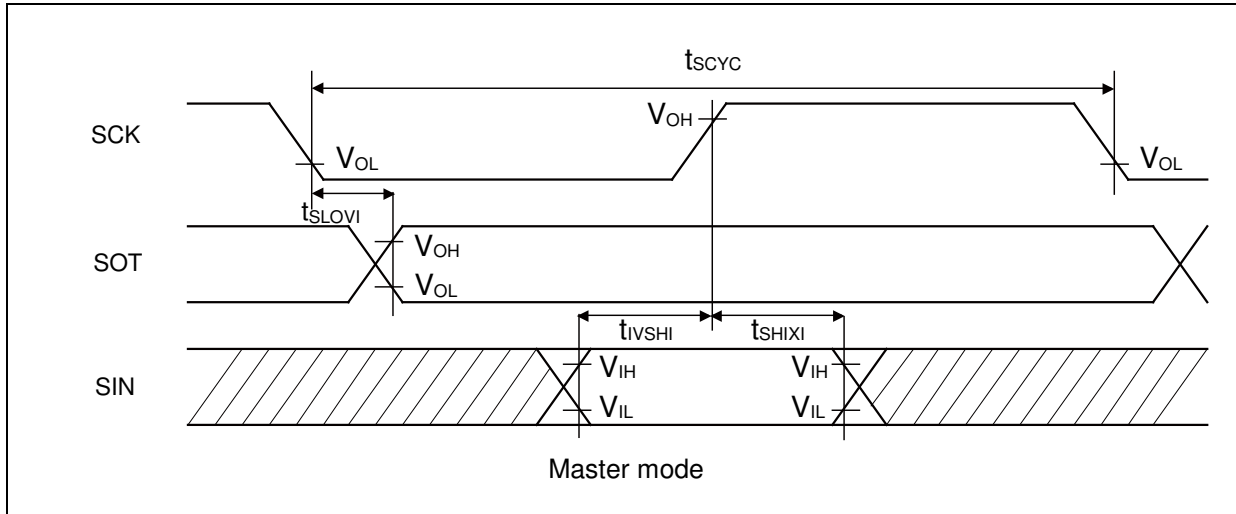 tSCYC
SCK
VOH
VOL
VOL
tSLOVI
SOT
VOH
VOL
tIVSHI
tSHIXI
SIN
VIH
VIH
VIL
VIL
Master mode